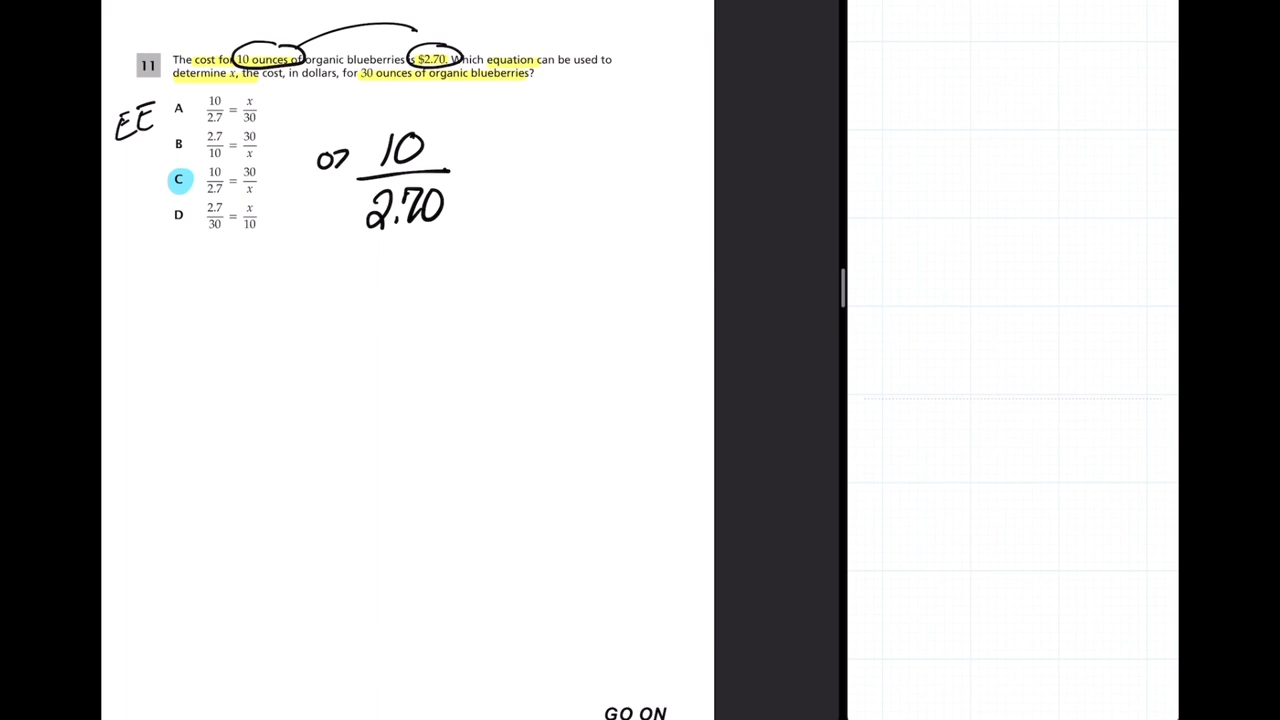 11 The cost for 10 ounces of organic blueberries is $2.70. Which equation can be used to
determine x, the cost, in dollars, for 30 ounces of organic blueberries?
EE
A 10/2.7 = x/30
B 2.7/10 = 30/x
C 10/2.7 = 30/x
D 2.7/30 = x/10
oz 10/2.70
GO ON